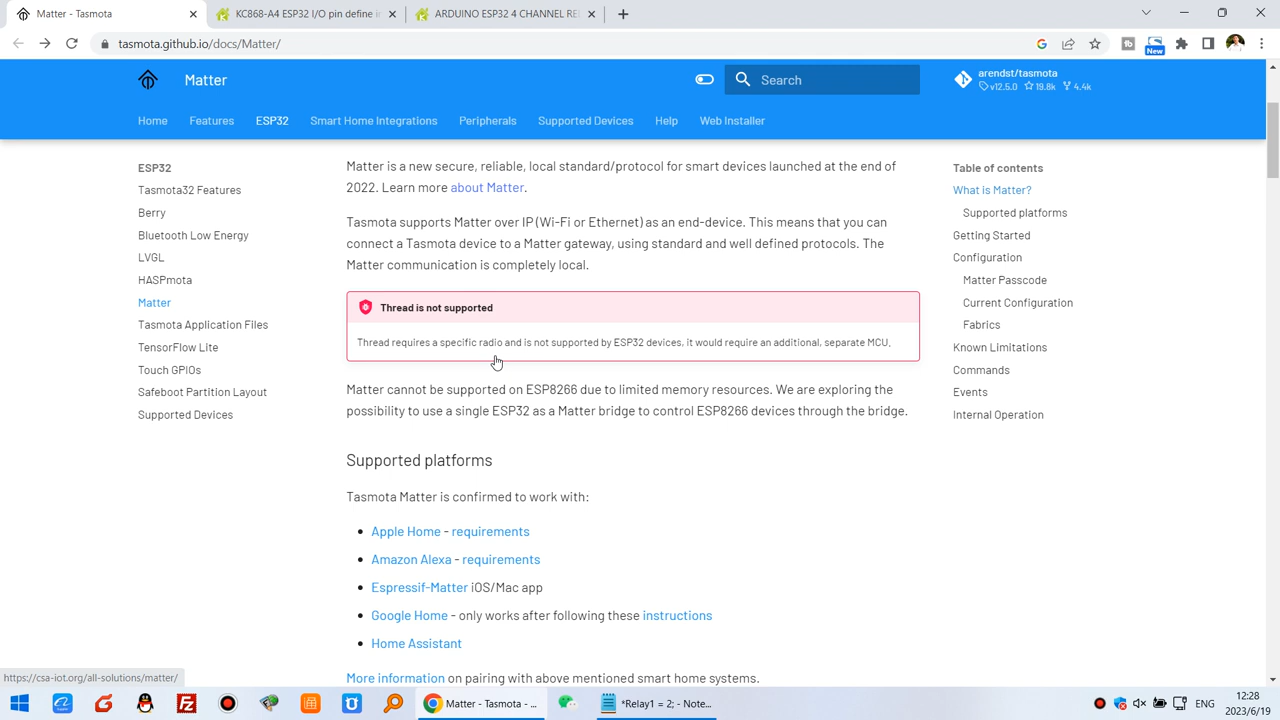 Matter - Tasmota
KC868-A4 ESP32 I/O pin define i
ARDUINO ESP32 4 CHANNEL REL
tasmota.github.io/docs/Matter/
New
Matter
Search
arendst/tasmota
v12.5.0 19.8k 4.4k
Home Features ESP32 Smart Home Integrations Peripherals Supported Devices Help Web Installer
ESP32
Tasmota32 Features
Berry
Bluetooth Low Energy
LVGL
HASPmota
Matter
Tasmota Application Files
TensorFlow Lite
Touch GPIOs
Safeboot Partition Layout
Supported Devices
Matter is a new secure, reliable, local standard/protocol for smart devices launched at the end of
2022. Learn more about Matter.
Tasmota supports Matter over IP (Wi-Fi or Ethernet) as an end-device. This means that you can
connect a Tasmota device to a Matter gateway, using standard and well defined protocols. The
Matter communication is completely local.
Thread is not supported
Thread requires a specific radio and is not supported by ESP32 devices, it would require an additional, separate MCU.
Matter cannot be supported on ESP8266 due to limited memory resources. We are exploring the
possibility to use a single ESP32 as a Matter bridge to control ESP8266 devices through the bridge.
Supported platforms
Tasmota Matter is confirmed to work with:
Apple Home - requirements
Amazon Alexa - requirements
Espressif-Matter iOS/Mac app
Google Home - only works after following these instructions
Home Assistant
More information on pairing with above mentioned smart home systems.
Table of contents
What is Matter?
Supported platforms
Getting Started
Configuration
Matter Passcode
Current Configuration
Fabrics
Known Limitations
Commands
Events
Internal Operation
https://csa-iot.org/all-solutions/matter/
Matter - Tasmota - ...
*Relay1 = 2; - Note...
ENG
12:28
2023/6/19